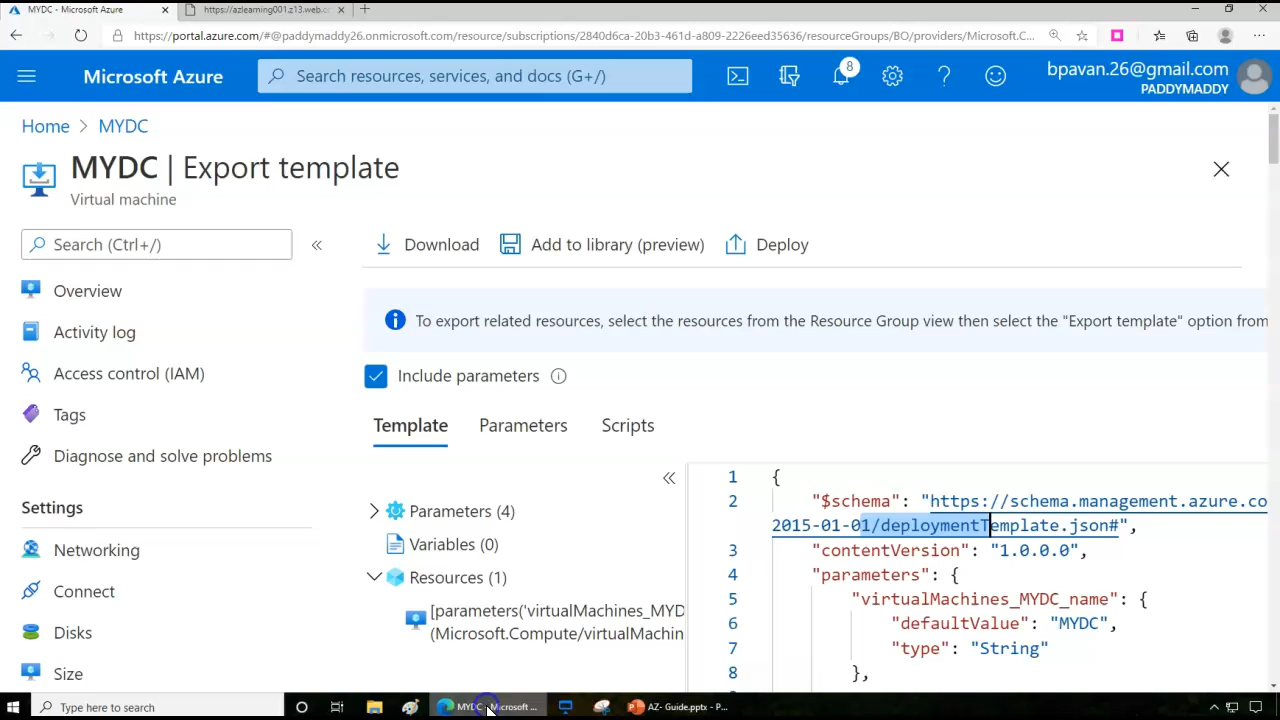 MYDC - Microsoft Azure
https://azlearning001.z13.web.c
https://portal.azure.com/#@paddymaddy26.onmicrosoft.com/resource/subscriptions/2840d6ca-20b3-461d-a809-2226eed35636/resourceGroups/BO/providers/Microsoft.C...
Microsoft Azure
Search resources, services, and docs (G+/)
8
bpavan.26@gmail.com
PADDYMADDY
Home > MYDC
MYDC | Export template
Virtual machine
Search (Ctrl+/)
Download
Add to library (preview)
Deploy
Overview
Activity log
Access control (IAM)
Tags
Diagnose and solve problems
Settings
Networking
Connect
Disks
Size
To export related resources, select the resources from the Resource Group view then select the "Export template" option from
Include parameters
Template
Parameters
Scripts
Parameters (4)
Variables (0)
Resources (1)
[parameters('virtualMachines_MYD
(Microsoft.Compute/virtualMachin
1 {
2 "$schema": "https://schema.management.azure.co
2015-01-01/deploymentTemplate.json#",
3 "contentVersion": "1.0.0.0",
4 "parameters": {
5 "virtualMachines_MYDC_name": {
6 "defaultValue": "MYDC",
7 "type": "String"
8 },
Type here to search
MYDC - Microsoft ...
AZ- Guide.pptx - P...